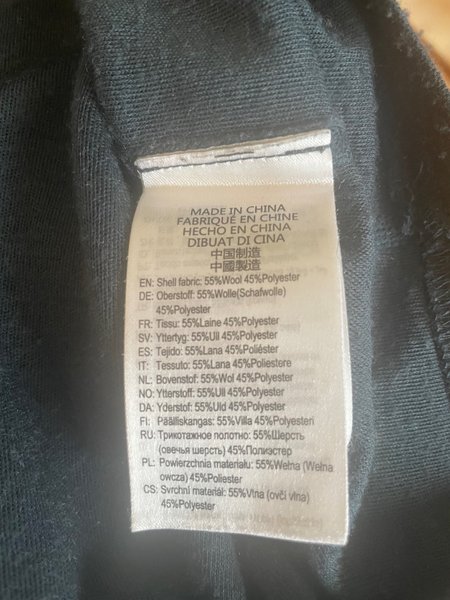 MADE IN CHINA
FABRIQUÉ EN CHINE
HECHO EN CHINA
DIBUAT DI CINA
中国制造
中國製造
EN: Shell fabric: 55%Wool 45%Polyester
DE: Oberstoff: 55%Wolle(Schafwolle)
45%Polyester
FR: Tissu: 55%Laine 45%Polyester
SV: Yttertyg: 55%Ull 45%Polyester
ES: Tejido: 55%Lana 45%Poliéster
IT: Tessuto: 55%Lana 45%Poliestere
NL: Bovenstof: 55%Wol 45%Polyester
NO: Ytterstoff: 55%Ull 45%Polyester
DA: Yderstof: 55%Uld 45%Polyester
FI: Päälliskangas: 55%Villa 45%Polyesteri
RU: Трикотажное полотно: 55%Шерсть
(овечья шерсть) 45%Полиэстер
PL: Powierzchnia materiału: 55%Wełna (Wełna
owcza) 45%Poliester
CS: Svrchní materiál: 55%Vlna (ovčí vlna)
45%Polyester